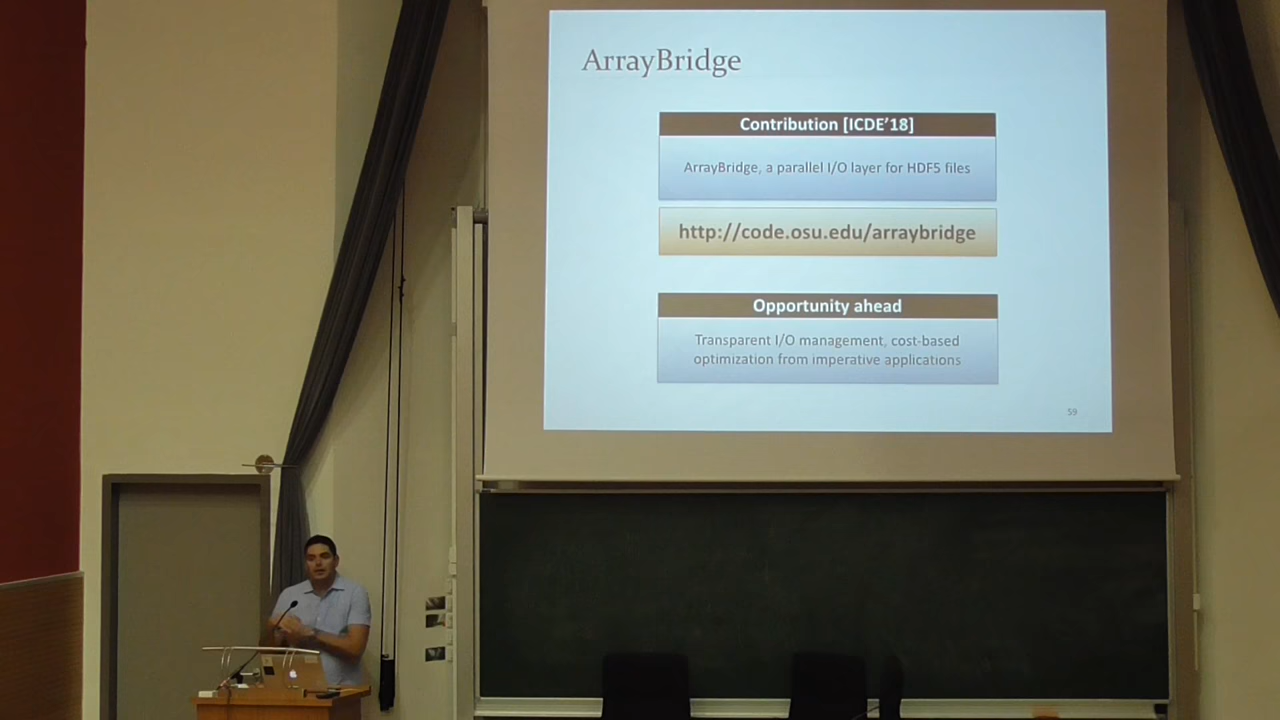 ArrayBridge
Contribution [ICDE'18]
ArrayBridge, a parallel I/O layer for HDF5 files
http://code.osu.edu/arraybridge
Opportunity ahead
Transparent I/O management, cost-based
optimization from imperative applications
59